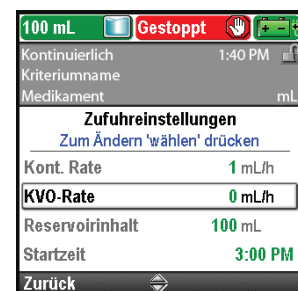 100 mL Gestoppt
Kontinuierlich 1:40 PM
Kriteriumname
Medikament mL
Zufuhreinstellungen
Zum Ändern 'wählen' drücken
Kont. Rate 1 mL/h
KVO-Rate 0 mL/h
Reservoirinhalt 100 mL
Startzeit 3:00 PM
Zurück